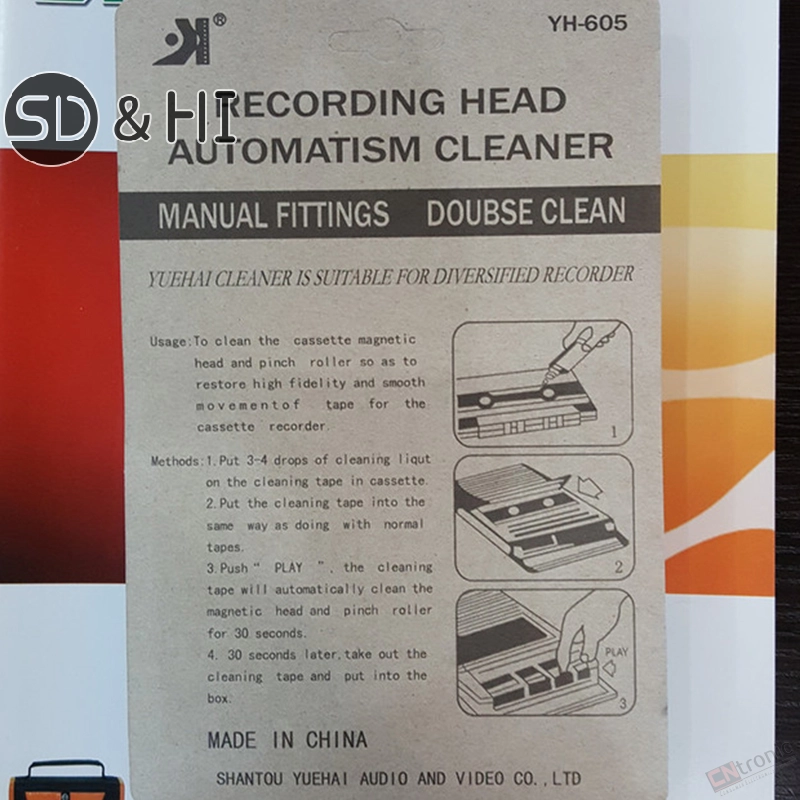 YH-605
SD & HI
RECORDING HEAD
AUTOMATISM CLEANER
MANUAL FITTINGS DOUBSE CLEAN
YUEHAI CLEANER IS SUITABLE FOR DIVERSIFIED RECORDER
Usage:To clean the cassette magnetic
head and pinch roller so as to
restore high fidelity and smooth
movementof tape for the
cassette recorder.
Methods:1. Put 3-4 drops of cleaning liqut
on the cleaning tape in cassette.
2. Put the cleaning tape into the
same way as doing with normal
tapes.
3. Push“ PLAY ”, the cleaning
tape will automatically clean the
magnetic head and pinch roller
for 30 seconds.
4. 30 seconds later, take out the
cleaning tape and put into the
box.
1
2
PLAY
3
MADE IN CHINA
SHANTOU YUEHAI AUDIO AND VIDEO CO.,LTD